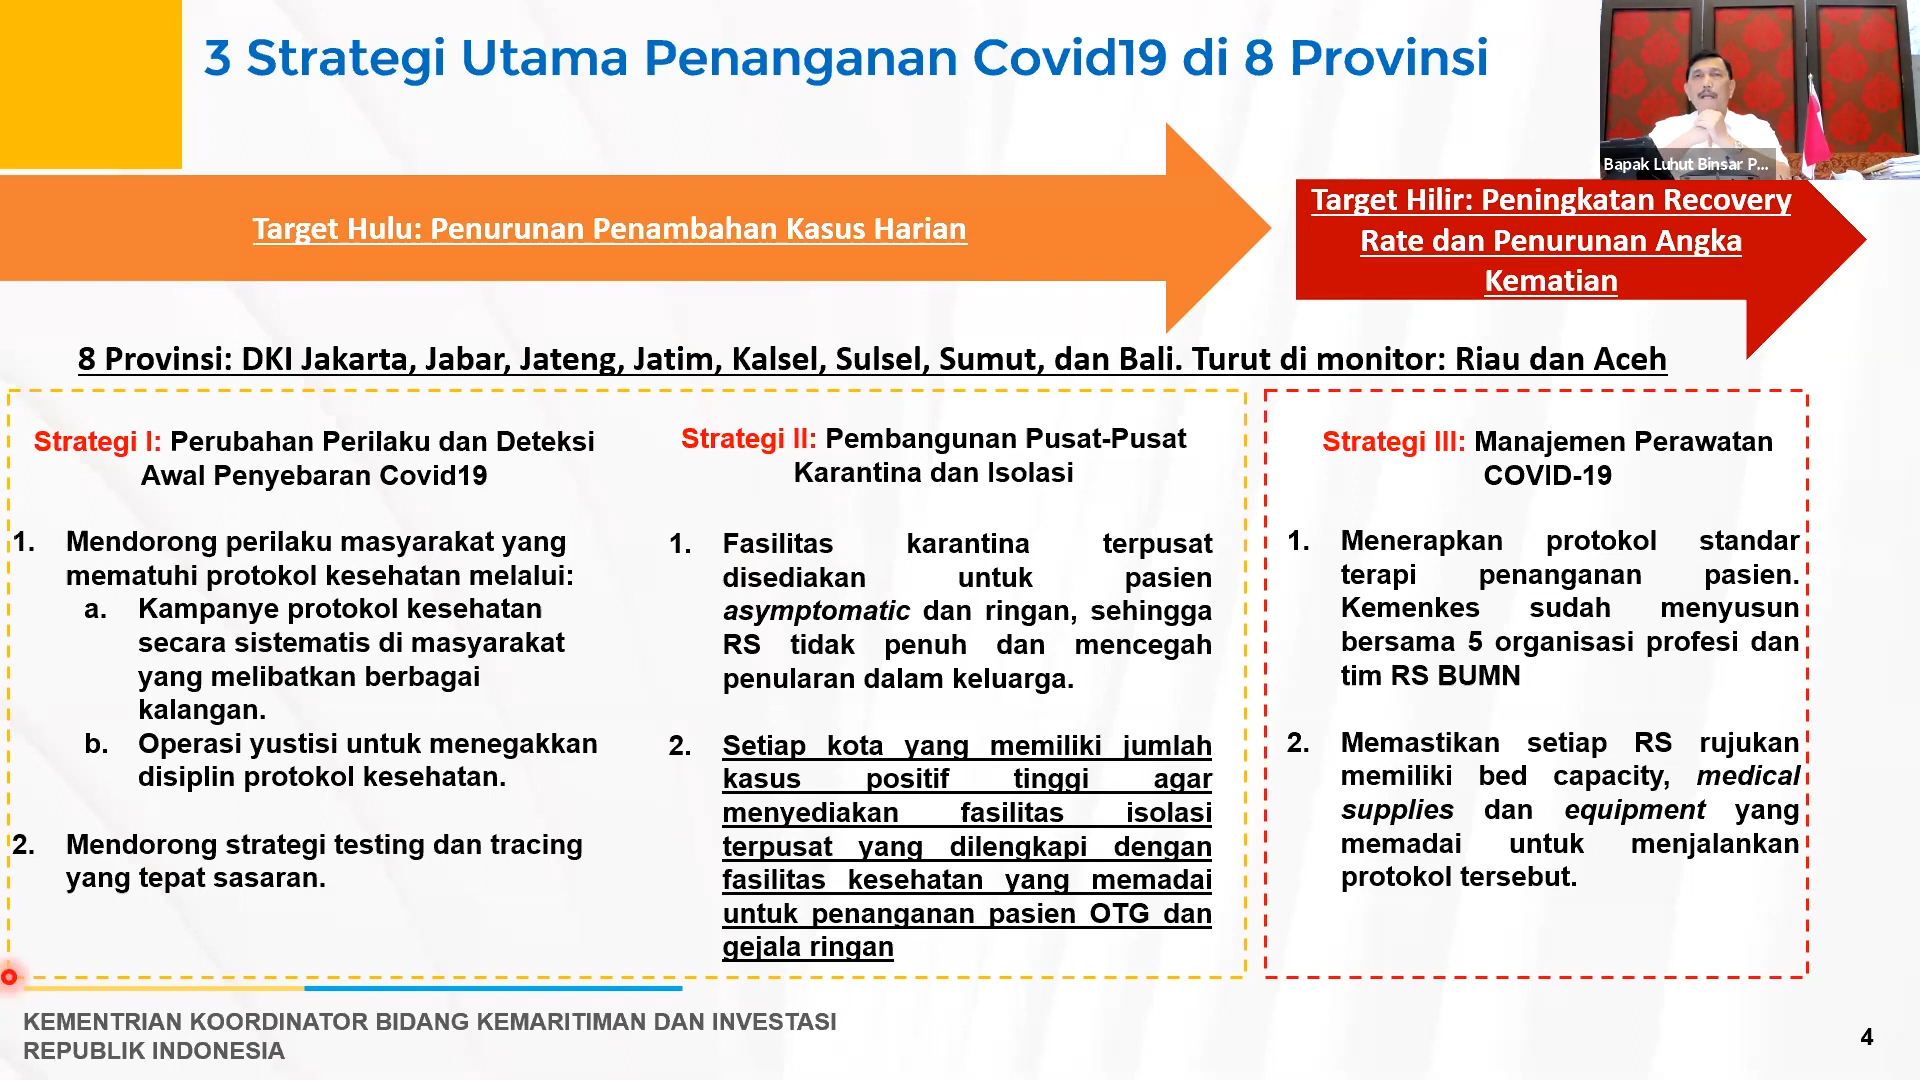 3 Strategi Utama Penanganan Covid19 di 8 Provinsi
Bapak Luhut Binsar P...
Target Hulu: Penurunan Penambahan Kasus Harian
Target Hilir: Peningkatan Recovery
Rate dan Penurunan Angka
Kematian
8 Provinsi: DKI Jakarta, Jabar, Jateng, Jatim, Kalsel, Sulsel, Sumut, dan Bali. Turut di monitor: Riau dan Aceh
Strategi I: Perubahan Perilaku dan Deteksi
Awal Penyebaran Covid19
1. Mendorong perilaku masyarakat yang
mematuhi protokol kesehatan melalui:
a. Kampanye protokol kesehatan
secara sistematis di masyarakat
yang melibatkan berbagai
kalangan.
b. Operasi yustisi untuk menegakkan
disiplin protokol kesehatan.
2. Mendorong strategi testing dan tracing
yang tepat sasaran.
Strategi II: Pembangunan Pusat-Pusat
Karantina dan Isolasi
1. Fasilitas karantina terpusat
disediakan untuk pasien
asymptomatic dan ringan, sehingga
RS tidak penuh dan mencegah
penularan dalam keluarga.
2. Setiap kota yang memiliki jumlah
kasus positif tinggi agar
menyediakan fasilitas isolasi
terpusat yang dilengkapi dengan
fasilitas kesehatan yang memadai
untuk penanganan pasien OTG dan
gejala ringan
Strategi III: Manajemen Perawatan
COVID-19
1. Menerapkan protokol standar
terapi penanganan pasien.
Kemenkes sudah menyusun
bersama 5 organisasi profesi dan
tim RS BUMN
2. Memastikan setiap RS rujukan
memiliki bed capacity, medical
supplies dan equipment yang
memadai untuk menjalankan
protokol tersebut.
KEMENTRIAN KOORDINATOR BIDANG KEMARITIMAN DAN INVESTASI
REPUBLIK INDONESIA
4